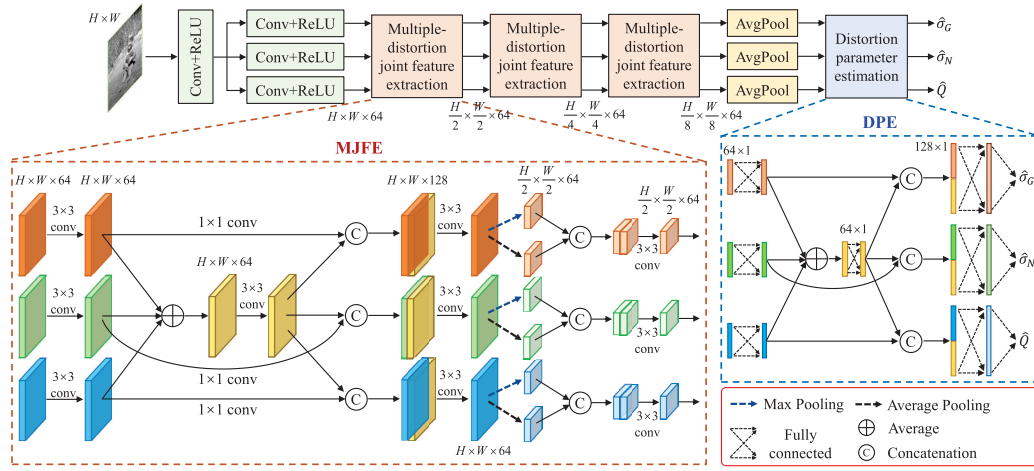 H×W
Conv+ReLU
Conv+ReLU
Conv+ReLU
Conv+ReLU
H×W×64
Multiple-
distortion
joint feature
extraction
H/2×W/2×64
Multiple-
distortion
joint feature
extraction
H/4×W/4×64
Multiple-
distortion
joint feature
extraction
H/8×W/8×64
AvgPool
AvgPool
AvgPool
Distortion
parameter
estimation
σ̂_G
σ̂_N
Q̂
MJFE
H×W×64
H×W×64
3×3
conv
3×3
conv
3×3
conv
1×1 conv
H×W×64
3×3
conv
1×1 conv
1×1 conv
C
C
C
H×W×128
3×3
conv
3×3
conv
3×3
conv
H×W×64
H/2×W/2×64
C
C
C
3×3
conv
3×3
conv
3×3
conv
H/2×W/2×64
DPE
64×1
64×1
C
C
C
128×1
σ̂_G
σ̂_N
Q̂
Max Pooling
Average Pooling
Fully
connected
Average
C
Concatenation